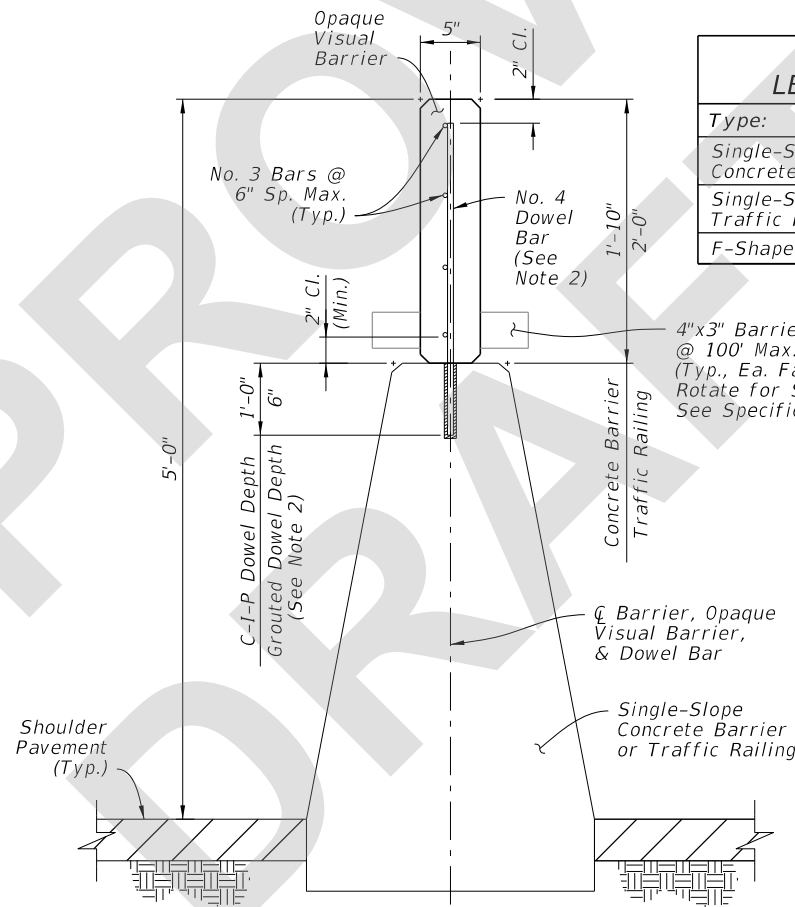 Opaque
Visual
Barrier
5"
2" Cl.
LE
Type:
Single-S
Concrete
Single-S
Traffic
F-Shape
No. 3 Bars @
6" Sp. Max.
(Typ.)
No. 4
Dowel
Bar
(See
Note 2)
1'-10"
2'-0"
2" Cl.
(Min.)
4"x3" Barrie
@ 100' Max.
(Typ., Ea. Fa
Rotate for S
See Specific
5'-0"
1'-0"
6"
C-I-P Dowel Depth
Grouted Dowel Depth
(See Note 2)
Concrete Barrier
Traffic Railing
℄ Barrier, Opaque
Visual Barrier,
& Dowel Bar
Single-Slope
Concrete Barrier
or Traffic Railing
Shoulder
Pavement
(Typ.)
PROV
DRAFT